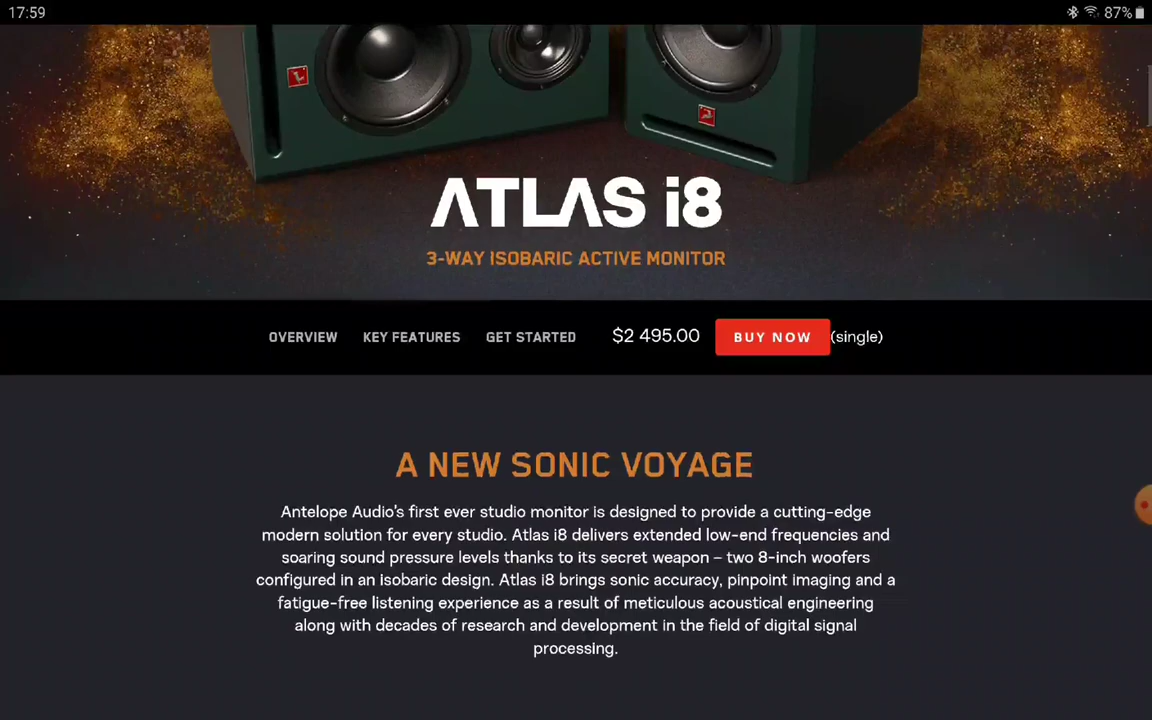 17:59
87%
ATLAS i8
3-WAY ISOBARIC ACTIVE MONITOR
OVERVIEW KEY FEATURES GET STARTED $2 495.00 BUY NOW (single)
A NEW SONIC VOYAGE
Antelope Audio's first ever studio monitor is designed to provide a cutting-edge
modern solution for every studio. Atlas i8 delivers extended low-end frequencies and
soaring sound pressure levels thanks to its secret weapon – two 8-inch woofers
configured in an isobaric design. Atlas i8 brings sonic accuracy, pinpoint imaging and a
fatigue-free listening experience as a result of meticulous acoustical engineering
along with decades of research and development in the field of digital signal
processing.